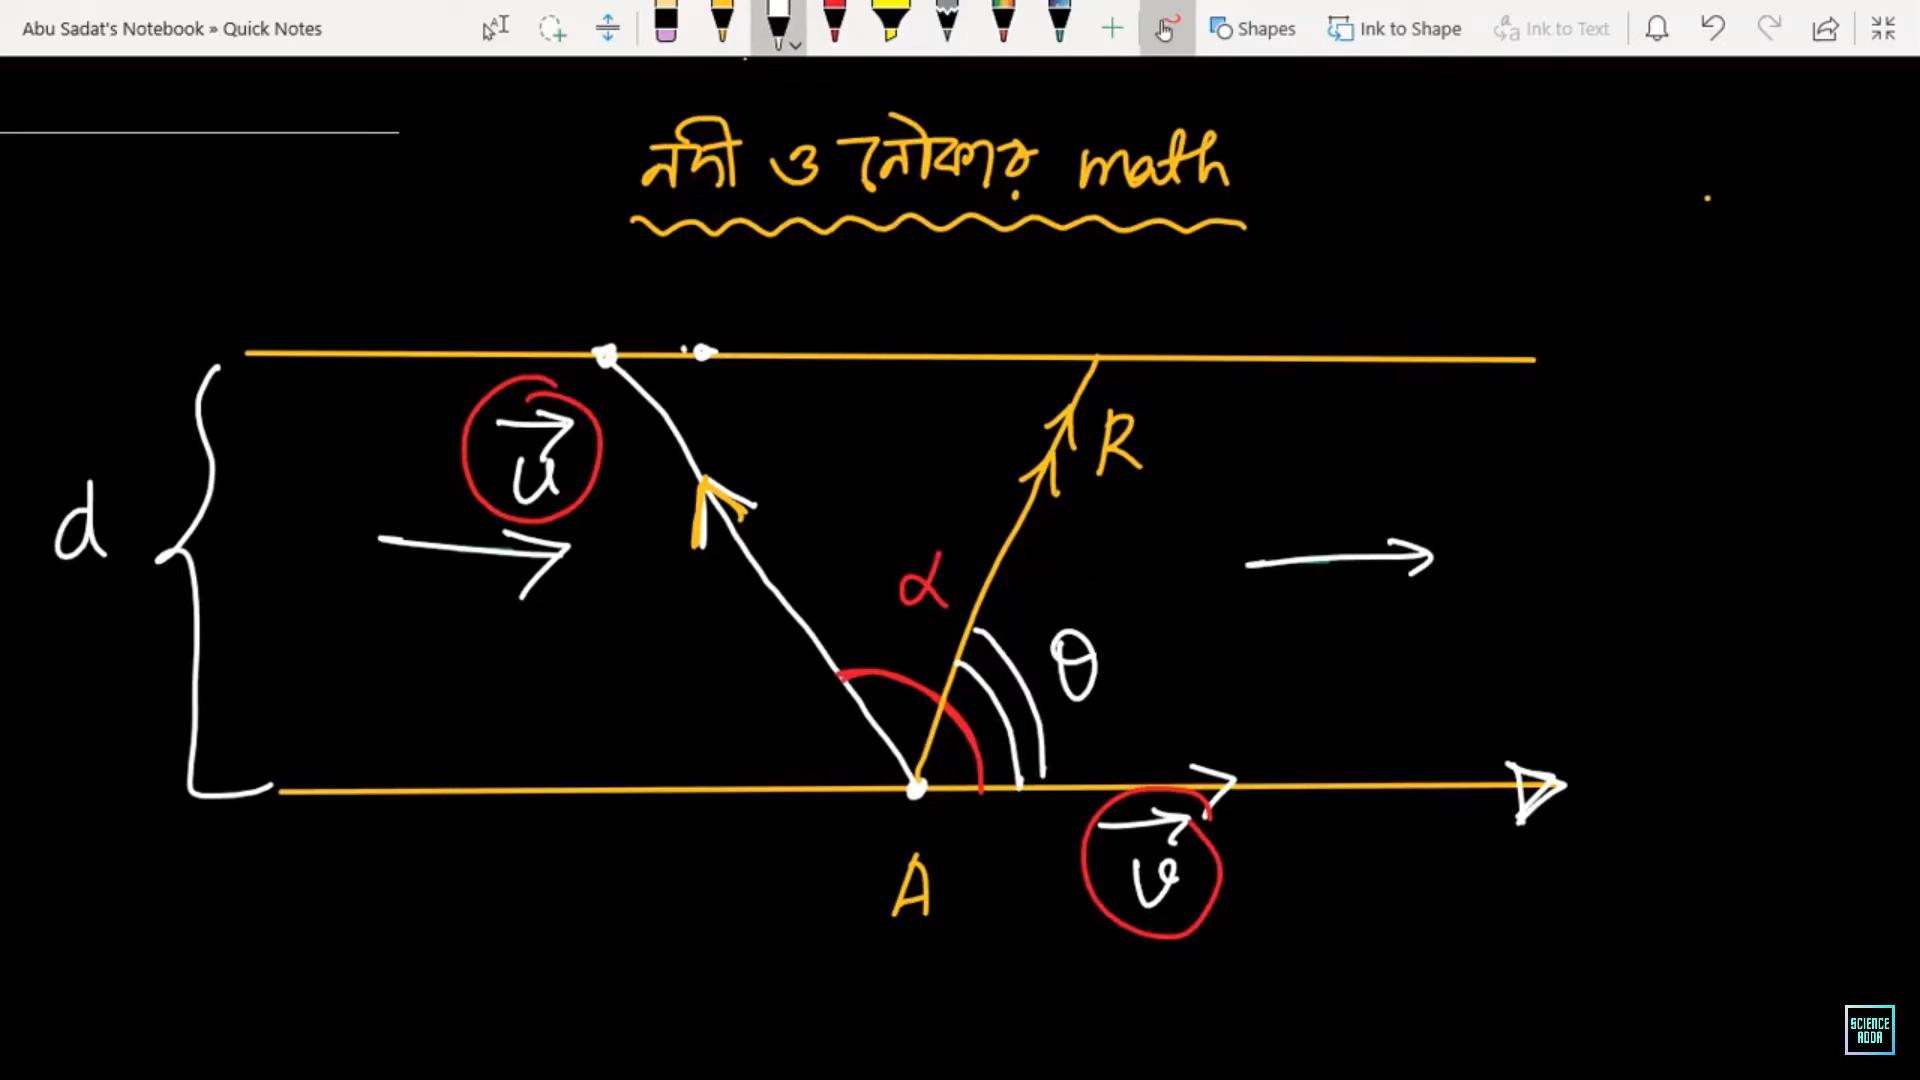 Abu Sadat's Notebook » Quick Notes
Shapes
Ink to Shape
Ink to Text
নদী ও নৌকার math
u
d
R
α
θ
A
v
SCIENCE
ADDA